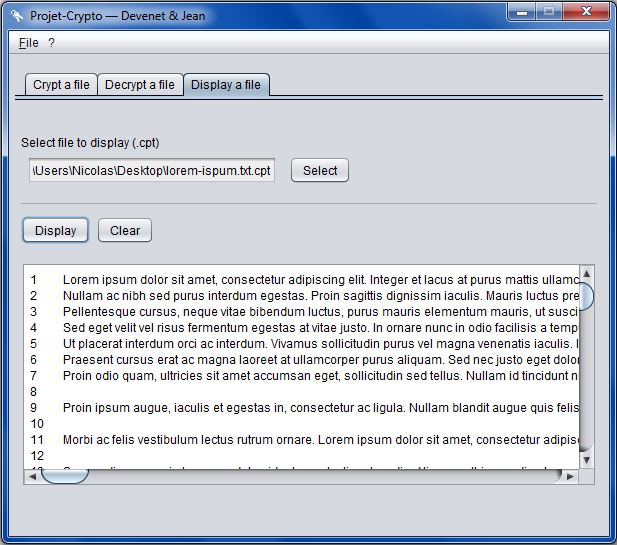 Projet-Crypto — Devenet & Jean
File ?
Crypt a file Decrypt a file Display a file
Select file to display (.cpt)
\Users\Nicolas\Desktop\lorem-ispum.txt.cpt Select
Display Clear
1 Lorem ipsum dolor sit amet, consectetur adipiscing elit. Integer et lacus at purus mattis ullamc
2 Nullam ac nibh sed purus interdum egestas. Proin sagittis dignissim iaculis. Mauris luctus pre
3 Pellentesque cursus, neque vitae bibendum luctus, purus mauris elementum mauris, ut susci
4 Sed eget velit vel risus fermentum egestas at vitae justo. In ornare nunc in odio facilisis a temp
5 Ut placerat interdum orci ac interdum. Vivamus sollicitudin purus vel magna venenatis iaculis. I
6 Praesent cursus erat ac magna laoreet at ullamcorper purus aliquam. Sed nec justo eget dolor
7 Proin odio quam, ultricies sit amet accumsan eget, sollicitudin sed tellus. Nullam id tincidunt n
8
9 Proin ipsum augue, iaculis et egestas in, consectetur ac ligula. Nullam blandit augue quis felis
10
11 Morbi ac felis vestibulum lectus rutrum ornare. Lorem ipsum dolor sit amet, consectetur adipisc
12